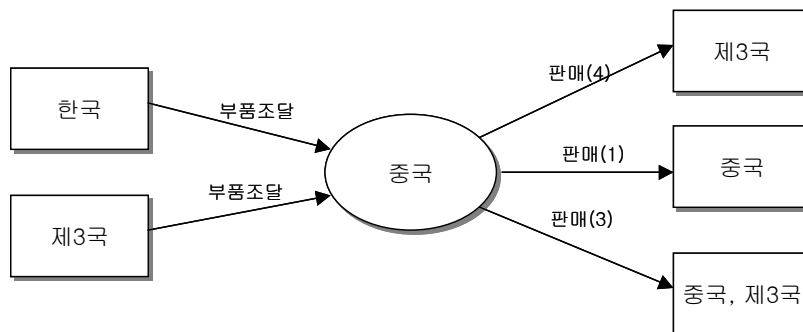 한국
부품조달
제3국
부품조달
중국
판매(4)
제3국
판매(1)
중국
판매(3)
중국, 제3국